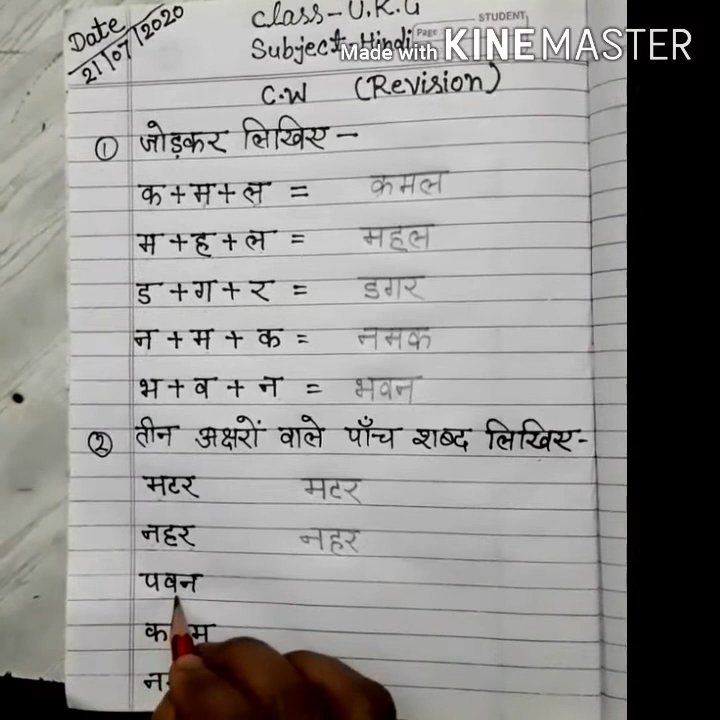 Date 21/07/2020
Class - U.K.G
Subject - Hindi
STUDENT
Page
Made with KINEMASTER
C.W (Revision)
① जोड़कर लिखिए -
क + म + ल = कमल
म + ह + ल = महल
ड + ग + र = डगर
न + म + क = नमक
भ + व + न = भवन
② तीन अक्षरों वाले पाँच शब्द लिखिए -
मटर मटर
नहर नहर
पवन